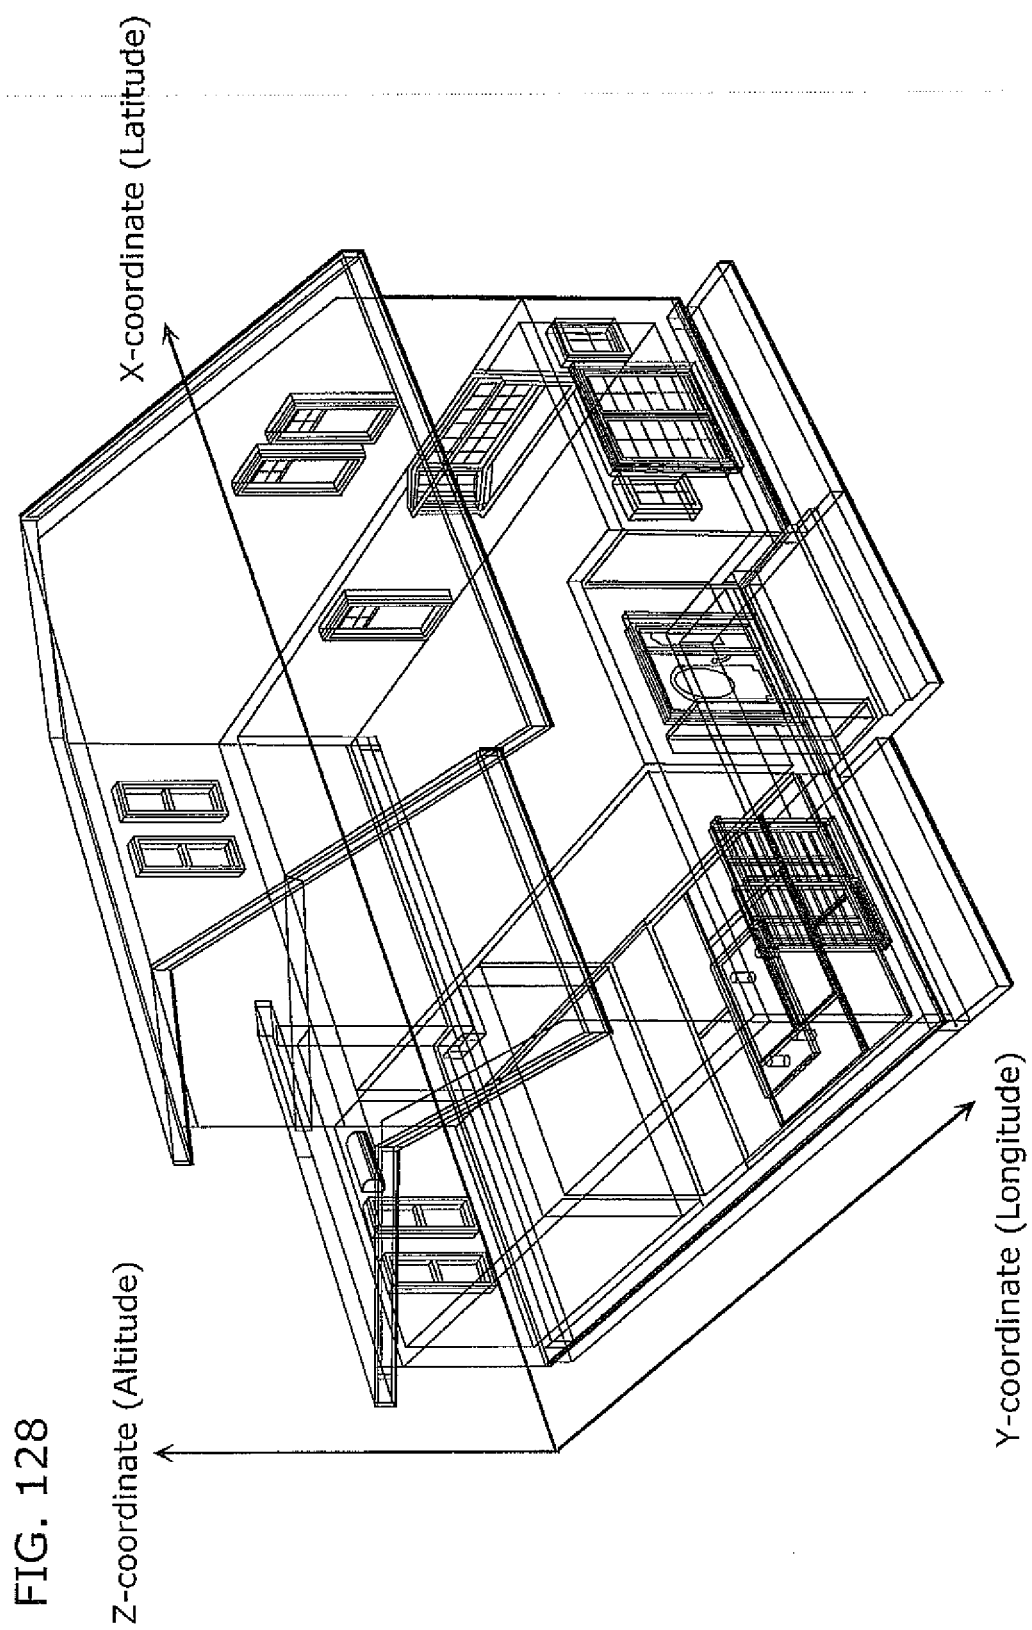 FIG. 128
Z-coordinate (Altitude)
X-coordinate (Latitude)
Y-coordinate (Longitude)